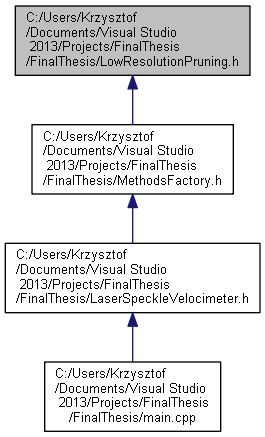 C:/Users/Krzysztof
/Documents/Visual Studio
2013/Projects/FinalThesis
/FinalThesis/LowResolutionPruning.h
C:/Users/Krzysztof
/Documents/Visual Studio
2013/Projects/FinalThesis
/FinalThesis/MethodsFactory.h
C:/Users/Krzysztof
/Documents/Visual Studio
2013/Projects/FinalThesis
/FinalThesis/LaserSpeckleVelocimeter.h
C:/Users/Krzysztof
/Documents/Visual Studio
2013/Projects/FinalThesis
/FinalThesis/main.cpp